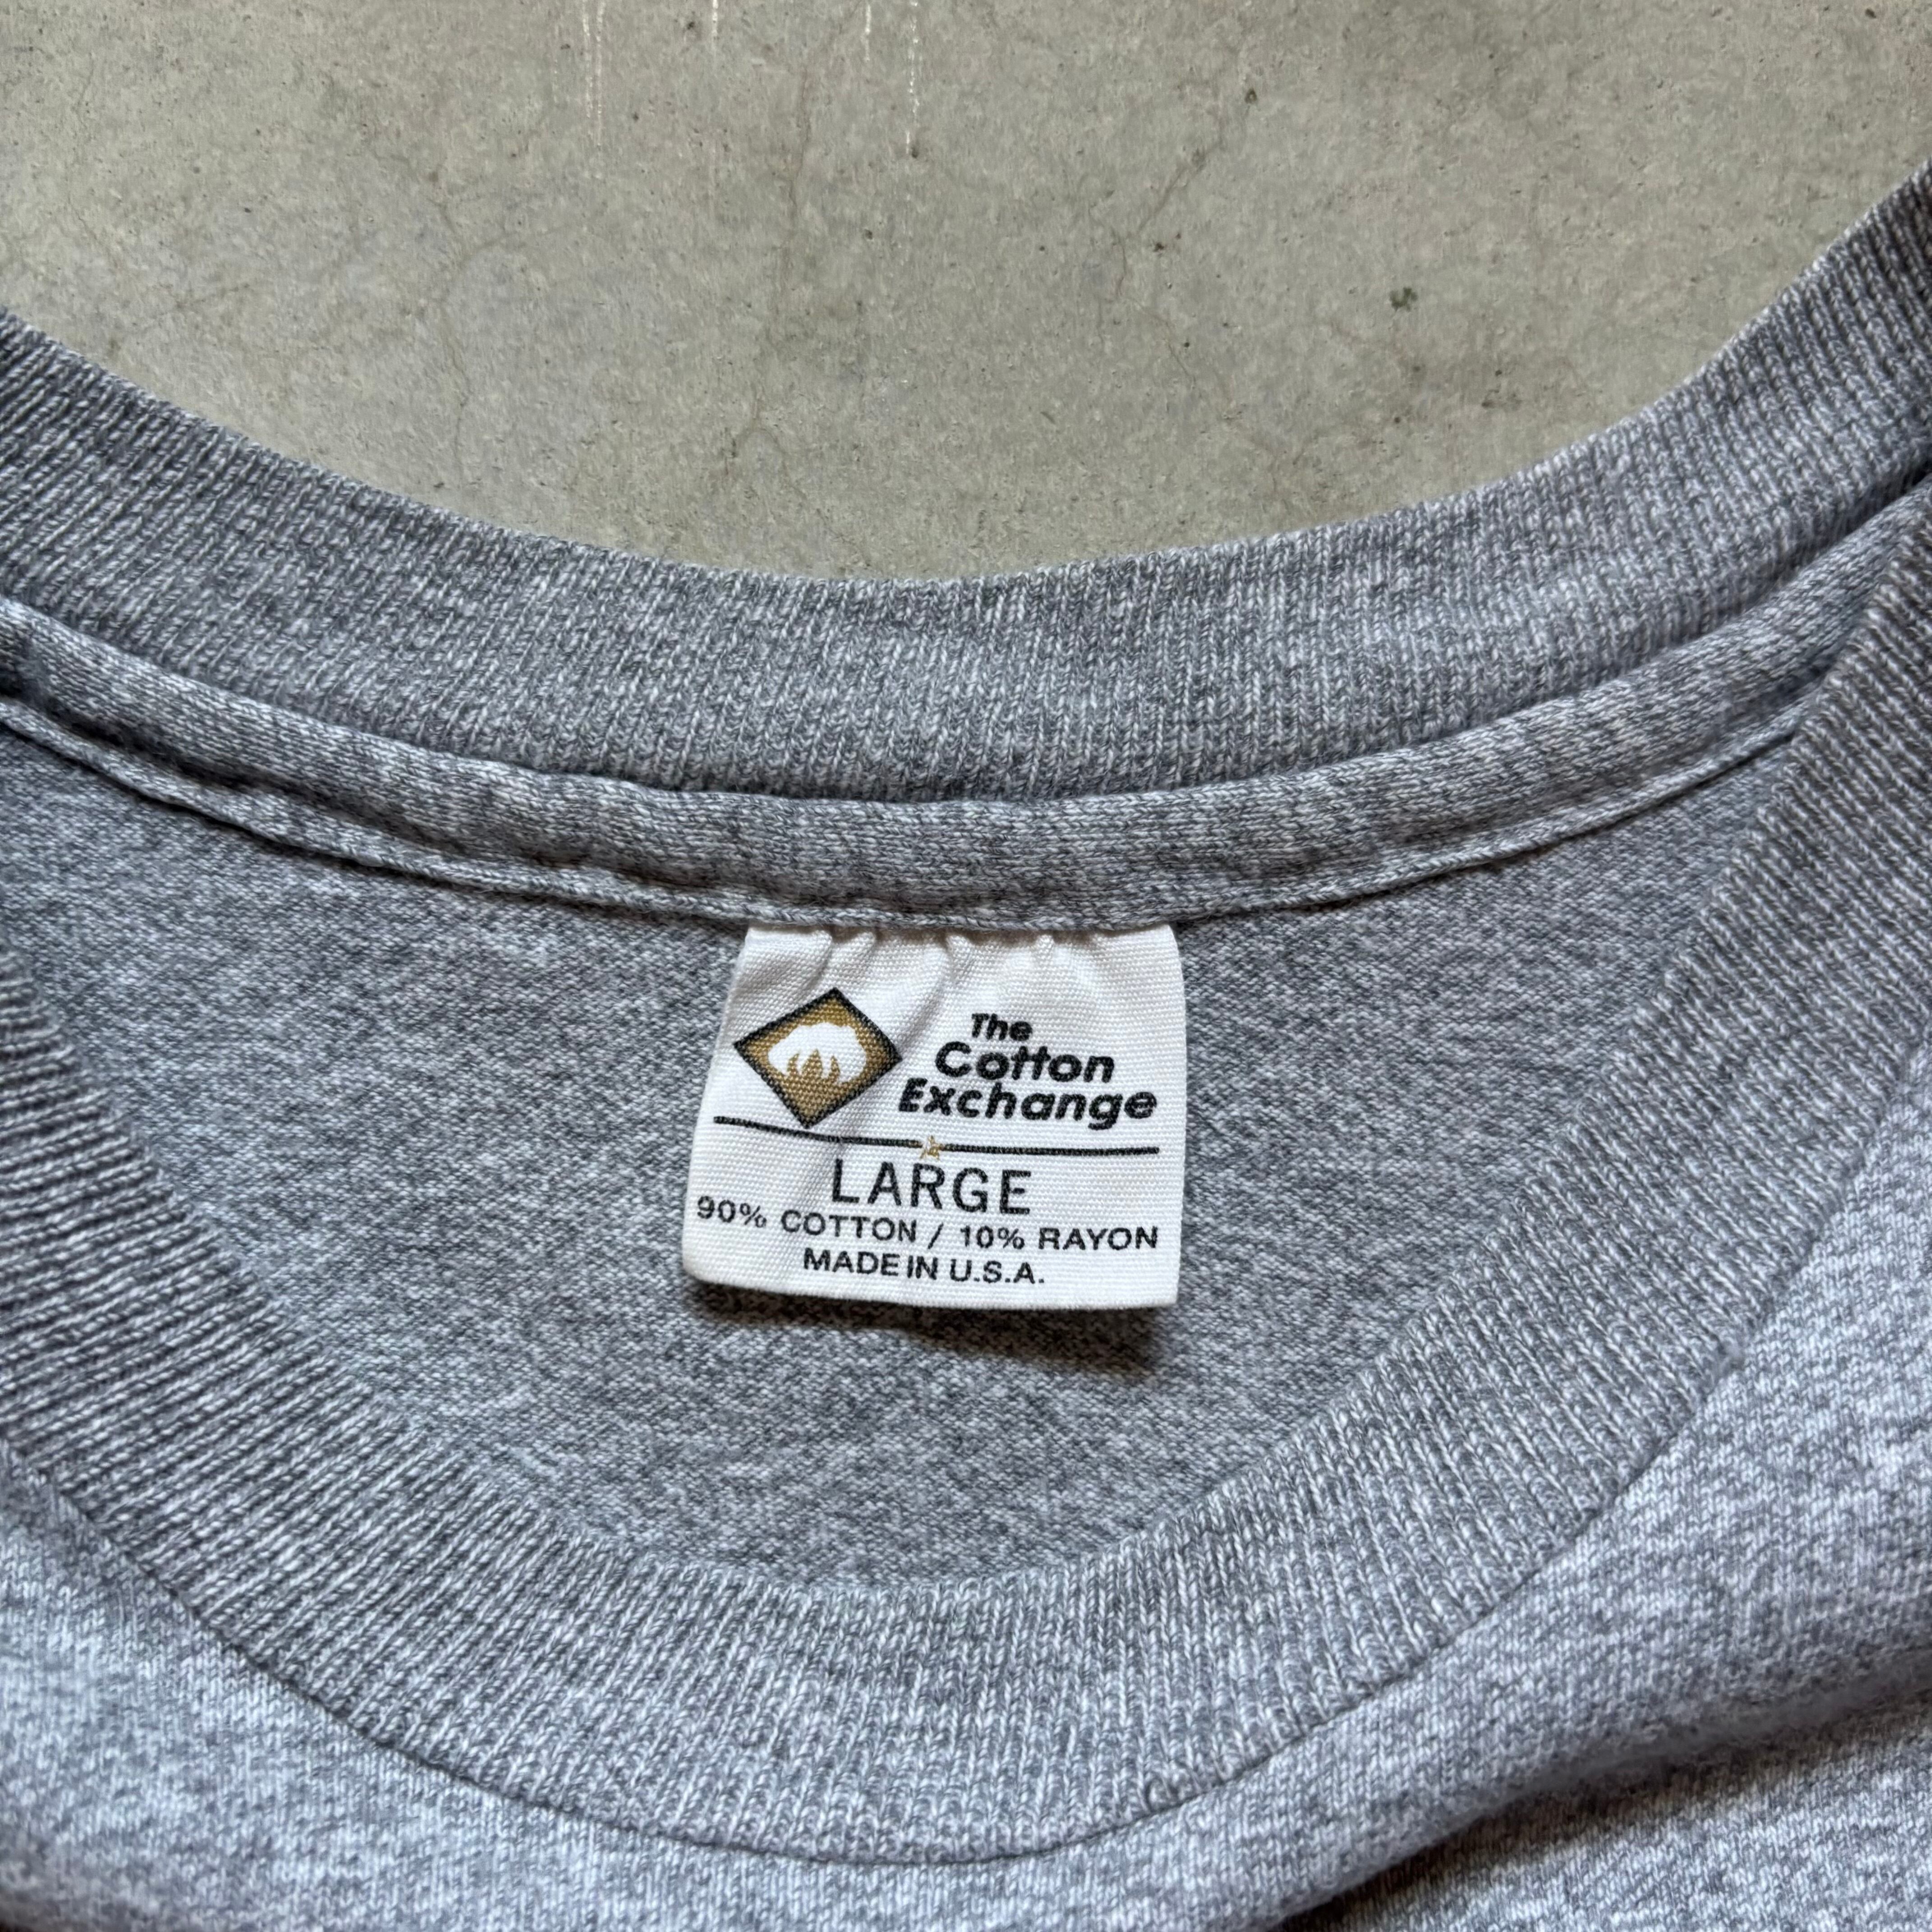 The
Cotton
Exchange
LARGE
90% COTTON / 10% RAYON
MADE IN U.S.A.